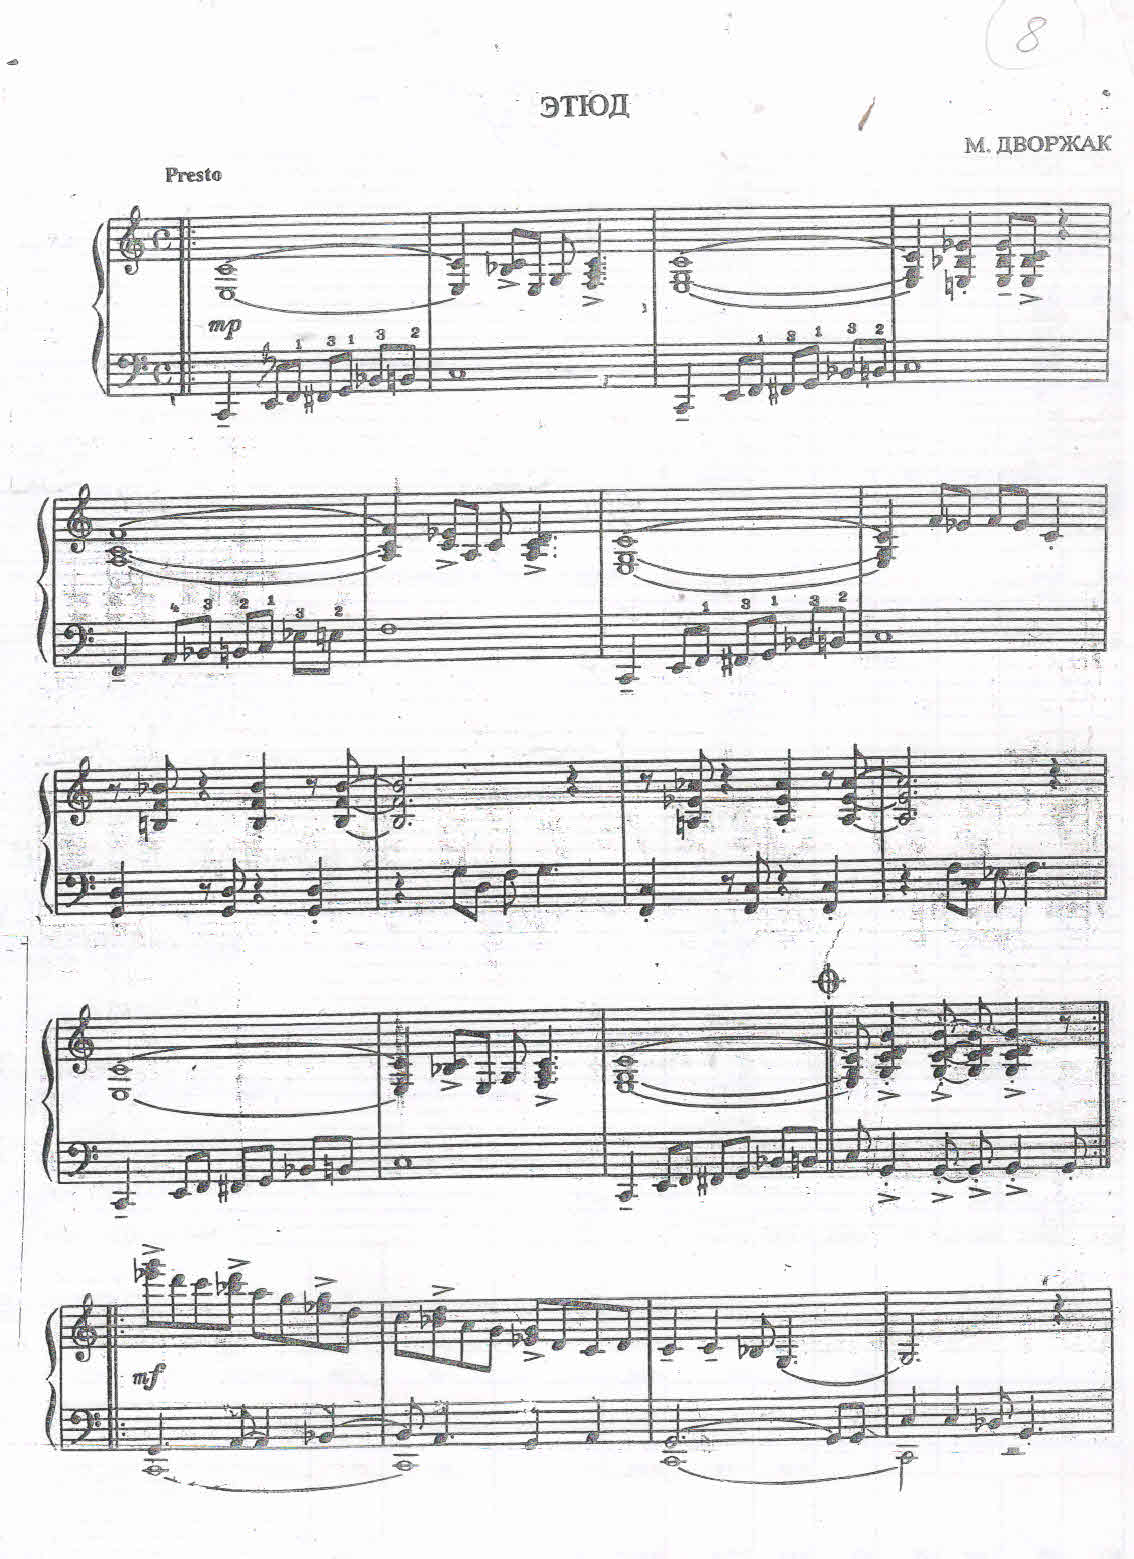 8
ЭТЮД
М. ДВОРЖАК
Presto
mp
1 3 1 3 2
1 3 1 3 2
4 3 2 1 3 2
1 3 1 3 2
mf